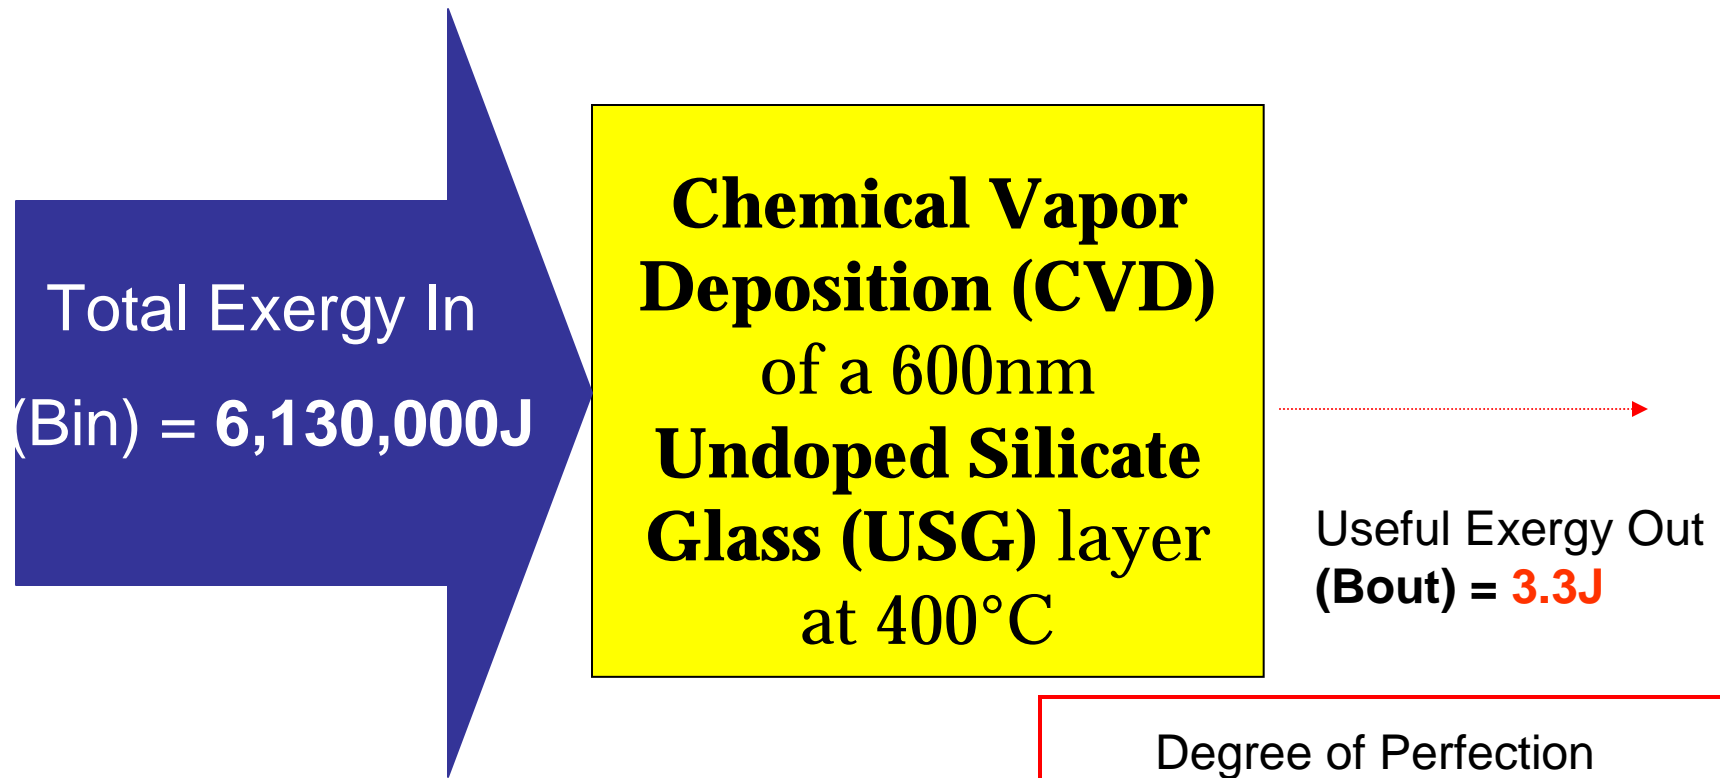 Total Exergy In
(Bin) = 6,130,000J
Chemical Vapor
Deposition (CVD)
of a 600nm
Undoped Silicate
Glass (USG) layer
at 400°C
Useful Exergy Out
(Bout) = 3.3J
Degree of Perfection